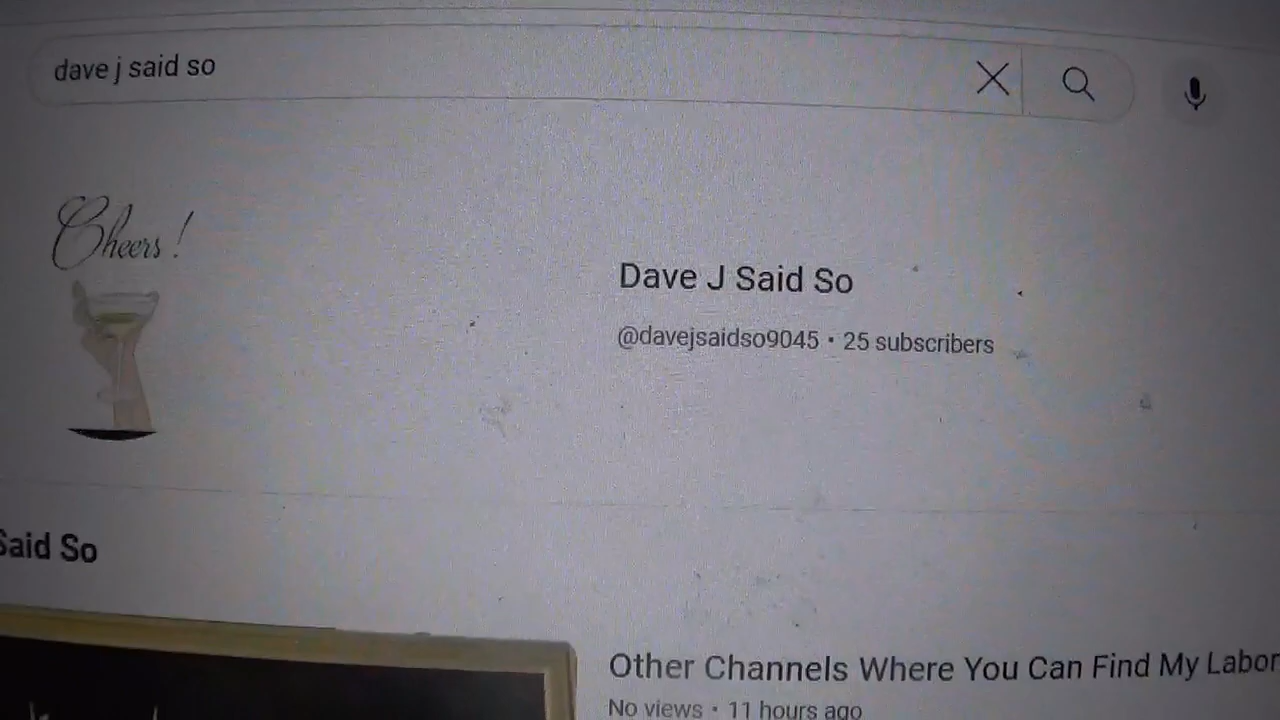 dave j said so
Cheers!
Dave J Said So
@davejsaidso9045 • 25 subscribers
Said So
Other Channels Where You Can Find My Labor
No views • 11 hours ago